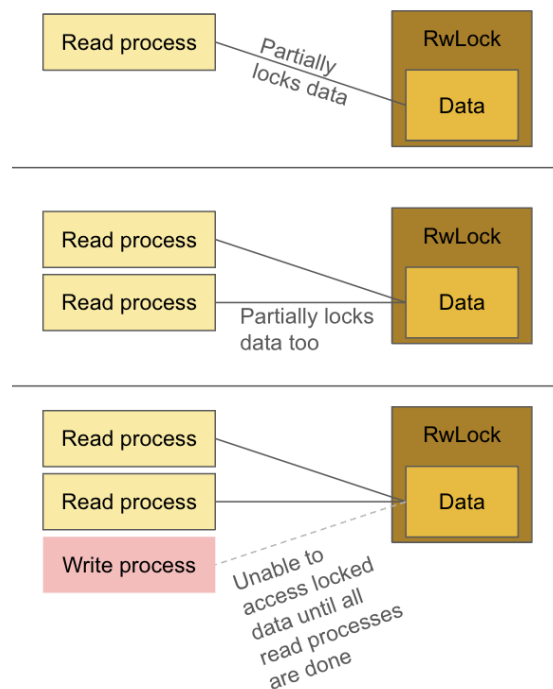 Read process
Partially
locks data
RwLock
Data
Read process
Read process
Partially locks
data too
RwLock
Data
Read process
Read process
Write process
Unable to
access locked
data until all
read processes
are done
RwLock
Data